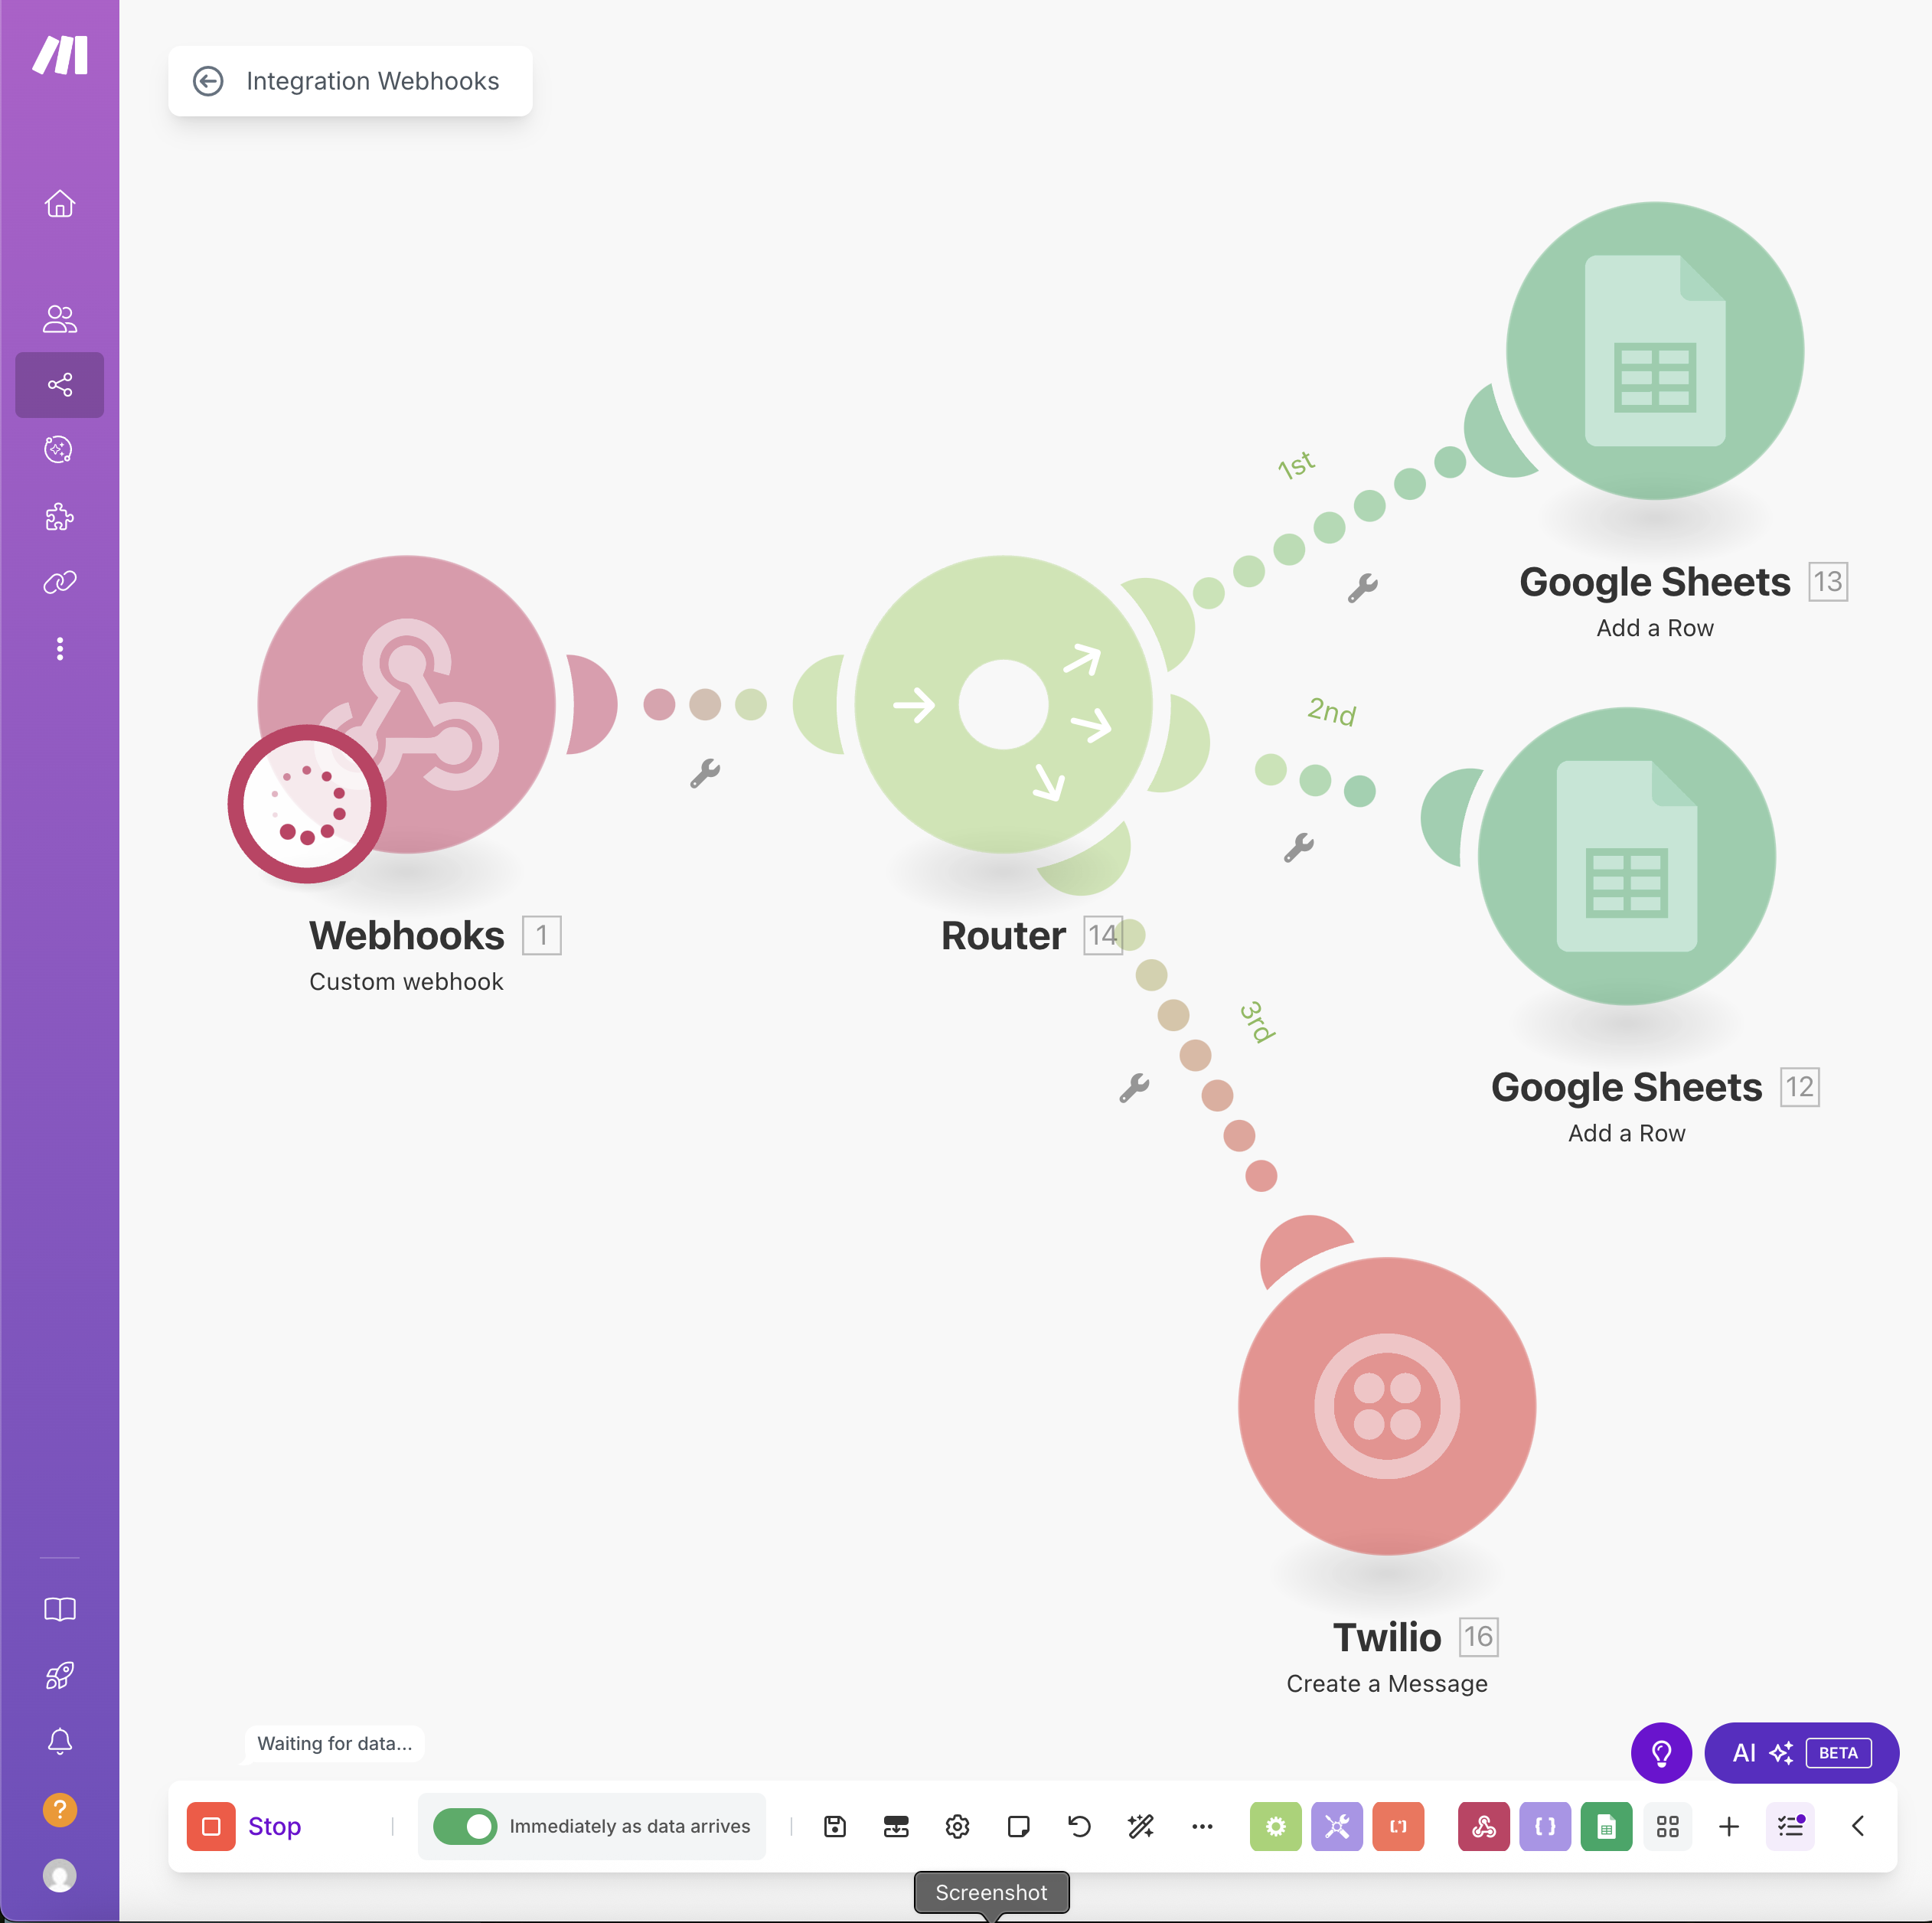 Integration Webhooks
1st
Google Sheets 13
Add a Row
2nd
Webhooks 1
Custom webhook
Router 14
3rd
Google Sheets 12
Add a Row
Twilio 16
Create a Message
Waiting for data...
AI BETA
?
Stop
Immediately as data arrives
Screenshot